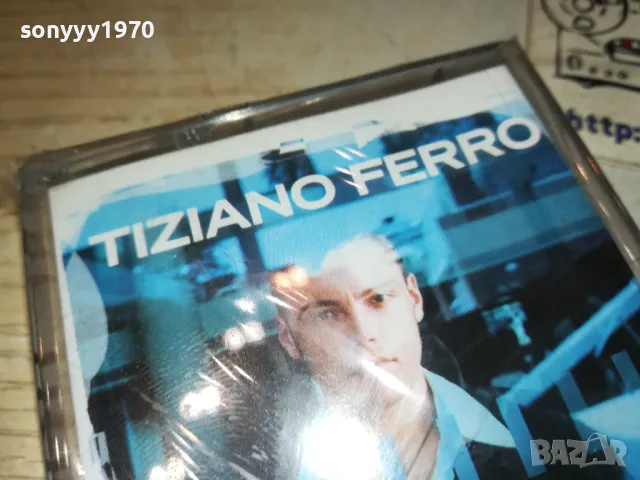 sonyyy1970
TIZIANO FERRO
http.
BAZAR